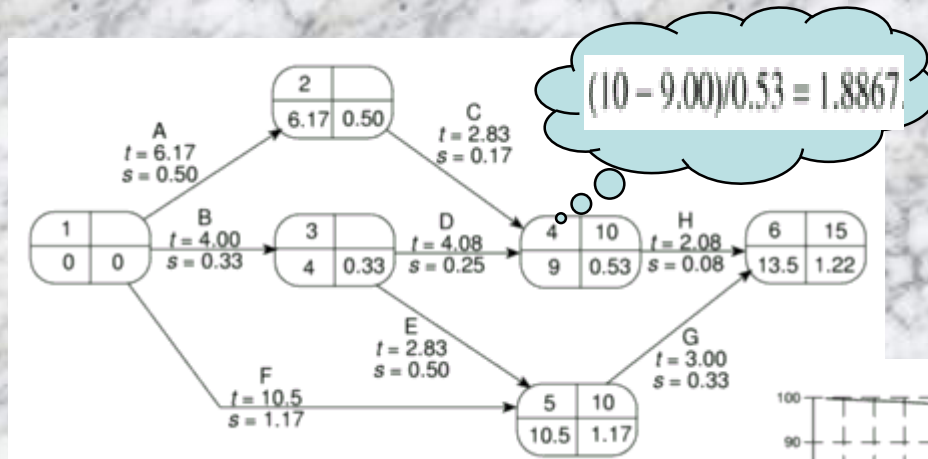 (10 – 9.00)/0.53 = 1.8867.
2
6.17 0.50
A
t = 6.17
s = 0.50
C
t = 2.83
s = 0.17
1
0 0
B
t = 4.00
s = 0.33
3
4 0.33
D
t = 4.08
s = 0.25
4 10
9 0.53
H
t = 2.08
s = 0.08
6 15
13.5 1.22
E
t = 2.83
s = 0.50
F
t = 10.5
s = 1.17
5 10
10.5 1.17
G
t = 3.00
s = 0.33
100
90